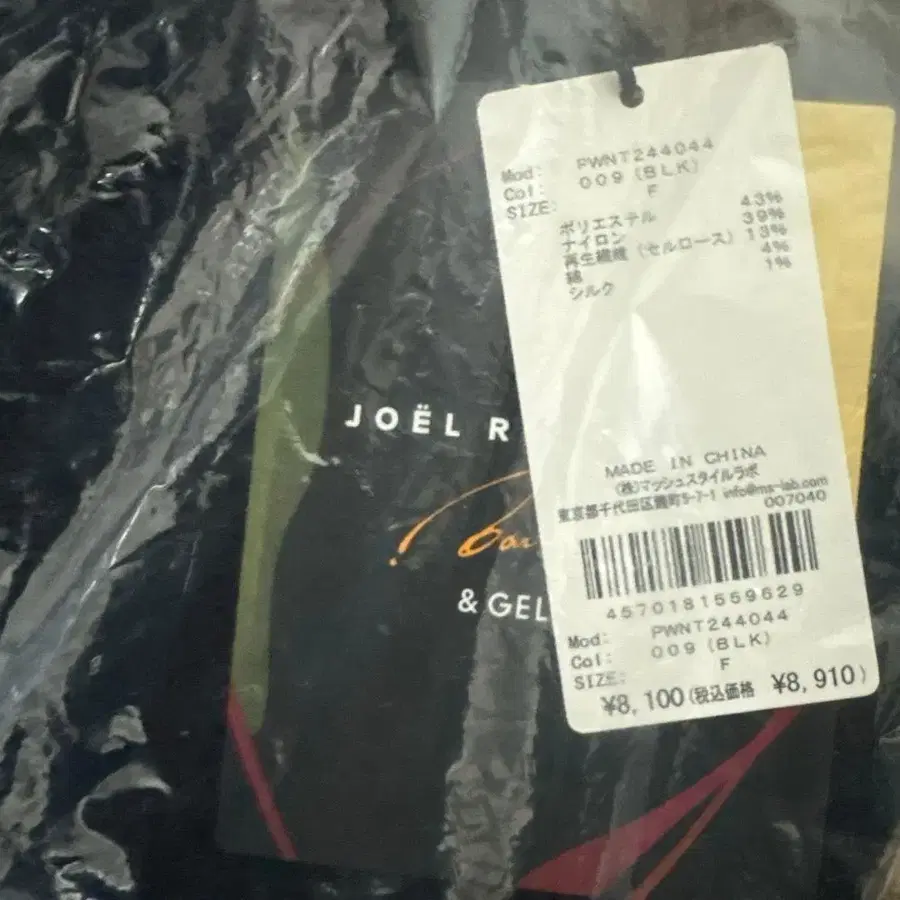 Mod: PWNT244044
Col: 009 (BLK)
SIZE: F
ポリエステル 43%
ナイロン 39%
再生繊維 (セルロース) 13%
綿 4%
シルク 1%
JOËL R
MADE IN CHINA
(株)マッシュスタイルラボ
東京都千代田区麹町5-7-1 info@ms-lab.com
007040
4570181559629
& GEL
Mod: PWNT244044
Col: 009 (BLK)
SIZE: F
¥8,100(税込価格 ¥8,910)